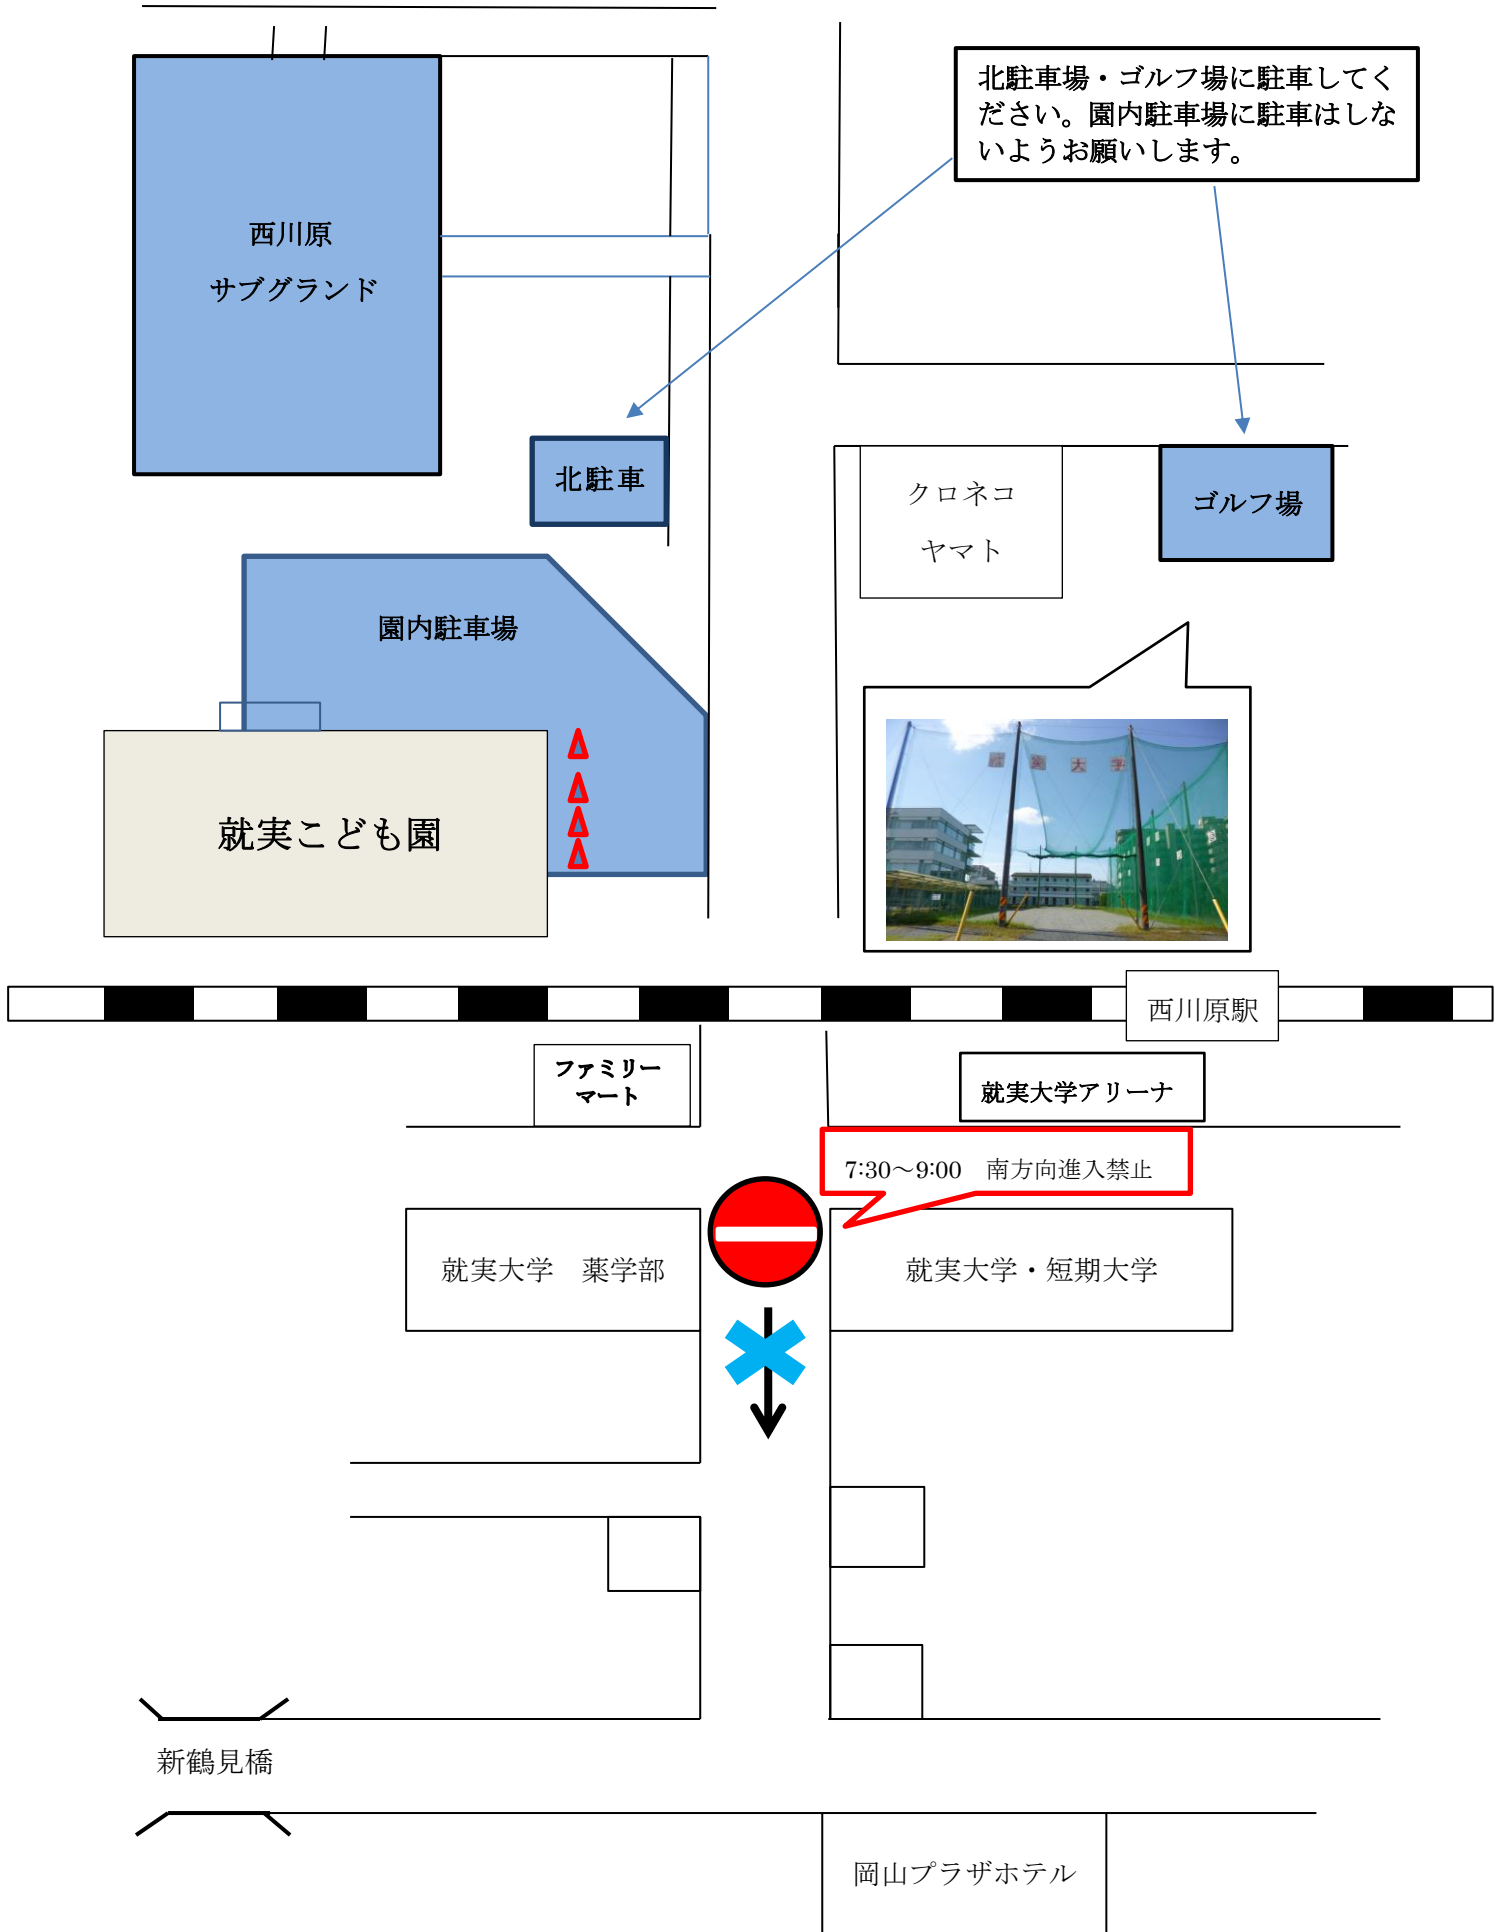 北駐車場・ゴルフ場に駐車してく
ださい。園内駐車場に駐車はしな
いようお願いします。
西川原
サブグランド
北駐車
クロネコ
ヤマト
ゴルフ場
園内駐車場
就実こども園
大学
西川原駅
ファミリー
マート
就実大学アリーナ
7:30～9:00　南方向進入禁止
就実大学　薬学部
就実大学・短期大学
新鶴見橋
岡山プラザホテル